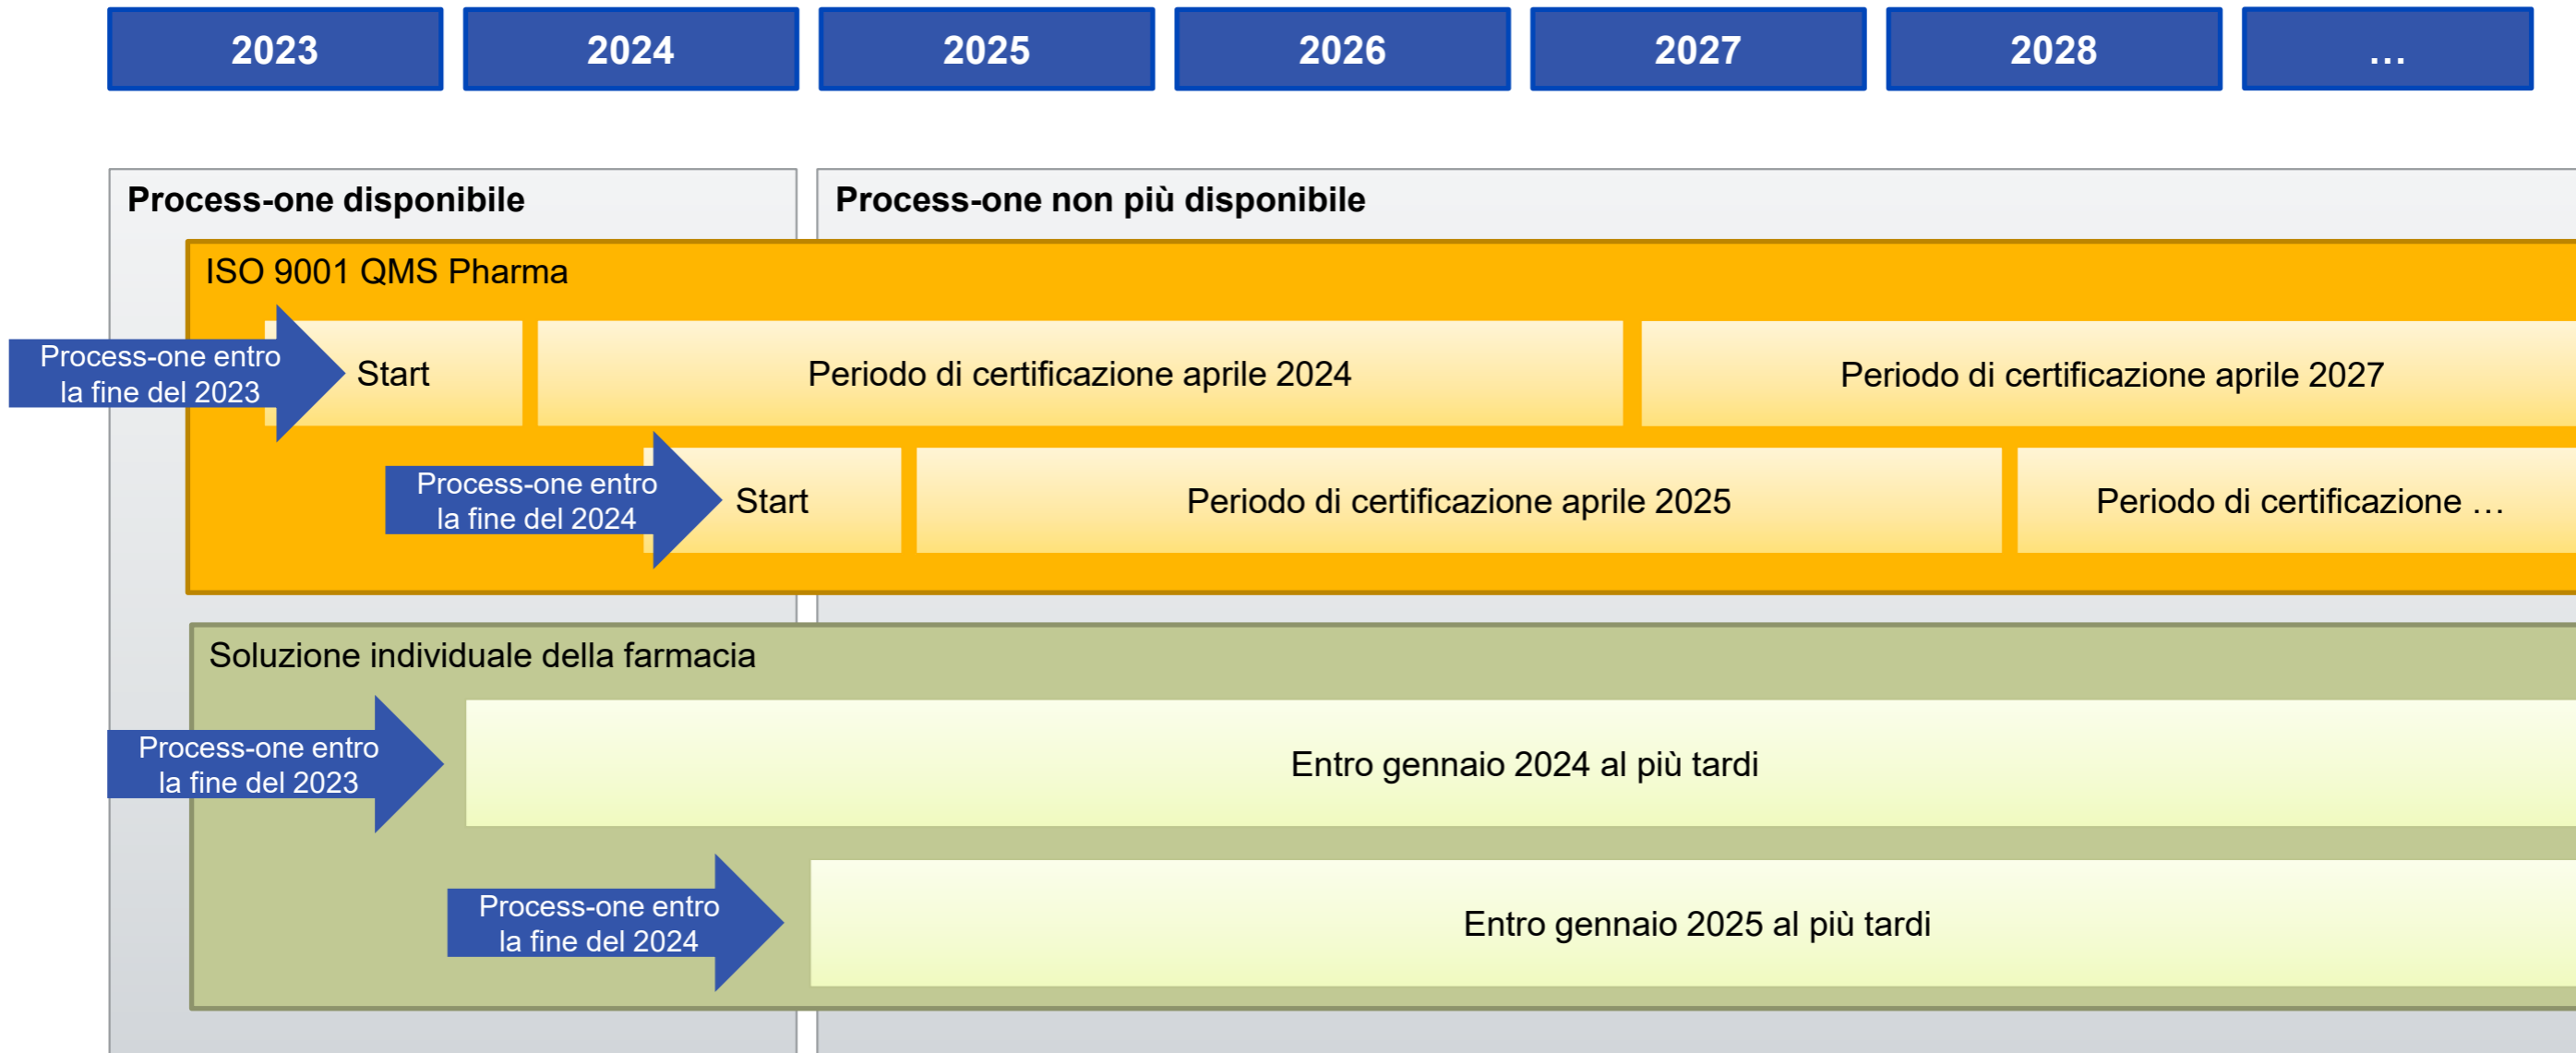 2023
2024
2025
2026
2027
2028
…
Process-one disponibile
Process-one non più disponibile
ISO 9001 QMS Pharma
Process-one entro
la fine del 2023
Start
Periodo di certificazione aprile 2024
Periodo di certificazione aprile 2027
Process-one entro
la fine del 2024
Start
Periodo di certificazione aprile 2025
Periodo di certificazione …
Soluzione individuale della farmacia
Process-one entro
la fine del 2023
Entro gennaio 2024 al più tardi
Process-one entro
la fine del 2024
Entro gennaio 2025 al più tardi